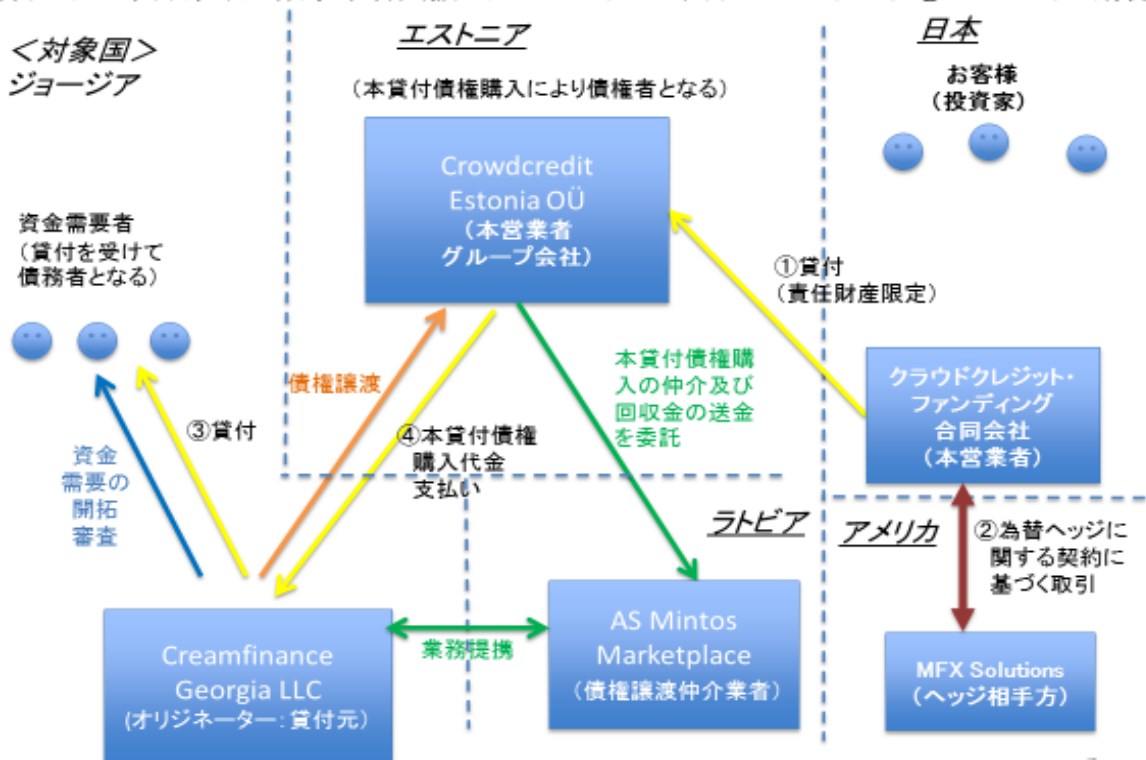 <対象国>
ジョージア
エストニア
日本
(本貸付債権購入により債権者となる)
お客様
(投資家)
Crowdcredit
Estonia OÜ
(本営業者
グループ会社)
資金需要者
(貸付を受けて
債務者となる)
①貸付
(責任財産限定)
債権譲渡
本貸付債権購
入の仲介及び
回収金の送金
を委託
クラウドクレジット・
ファンディング
合同会社
(本営業者)
③貸付
④本貸付債権
購入代金
支払い
資金
需要の
開拓
審査
ラトビア
アメリカ
②為替ヘッジに
関する契約に
基づく取引
Creamfinance
Georgia LLC
(オリジネーター:貸付元)
業務提携
AS Mintos
Marketplace
(債権譲渡仲介業者)
MFX Solutions
(ヘッジ相手方)